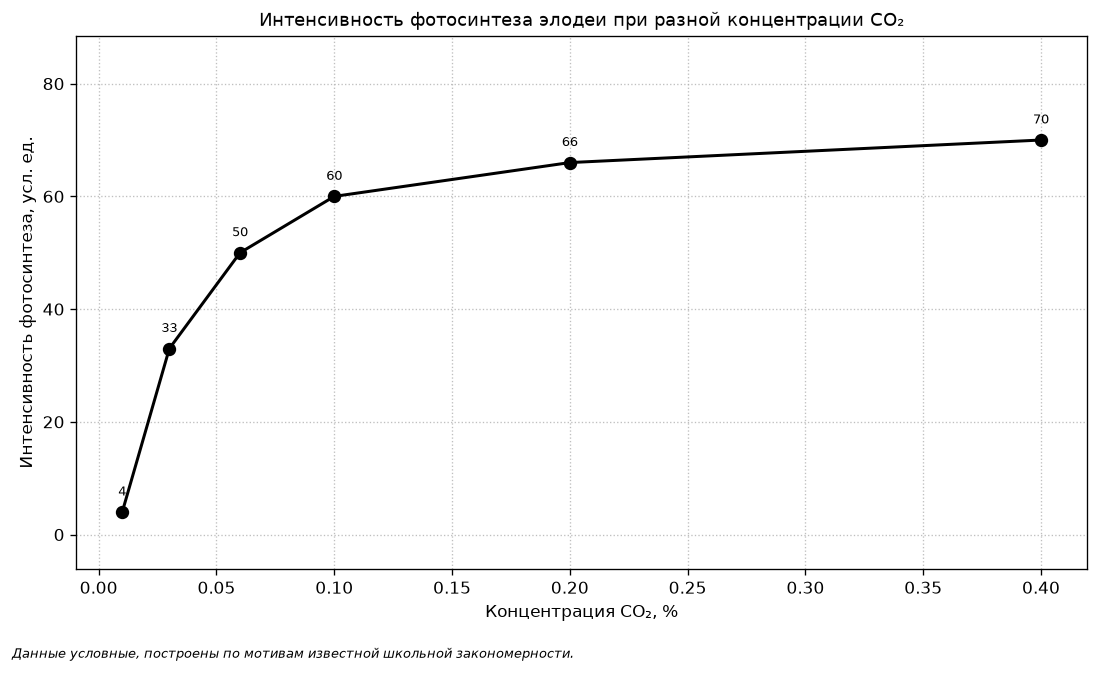 Интенсивность фотосинтеза элодеи при разной концентрации CO₂
Интенсивность фотосинтеза, усл. ед.
80
60
40
20
0
4
33
50
60
66
70
0.00 0.05 0.10 0.15 0.20 0.25 0.30 0.35 0.40
Концентрация CO₂, %
Данные условные, построены по мотивам известной школьной закономерности.